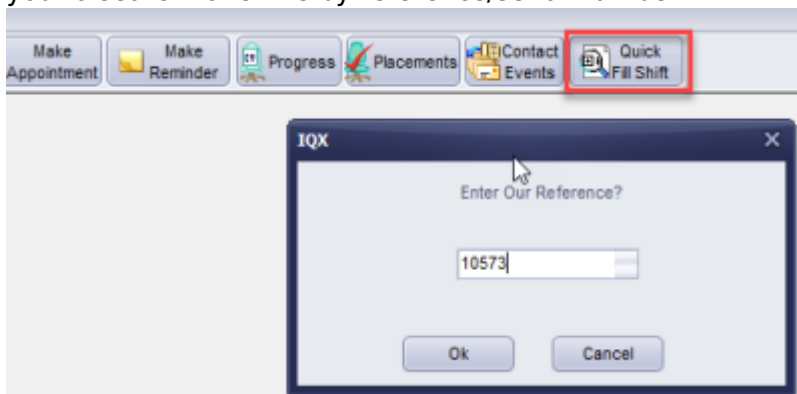 Make Appointment
Make Reminder
Progress
Placements
Contact Events
Quick Fill Shift
IQX
Enter Our Reference?
10573
Ok
Cancel